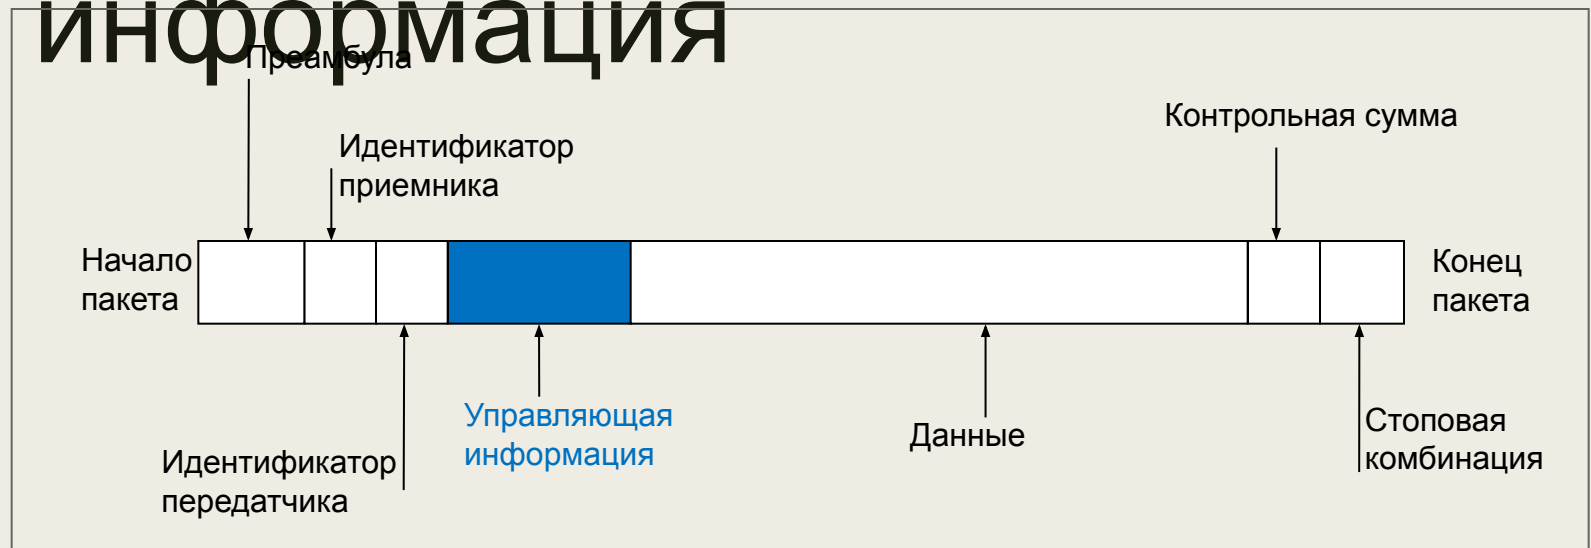 информация
Преамбула
Контрольная сумма
Идентификатор
приемника
Начало
пакета
Конец
пакета
Управляющая
информация
Данные
Стоповая
комбинация
Идентификатор
передатчика